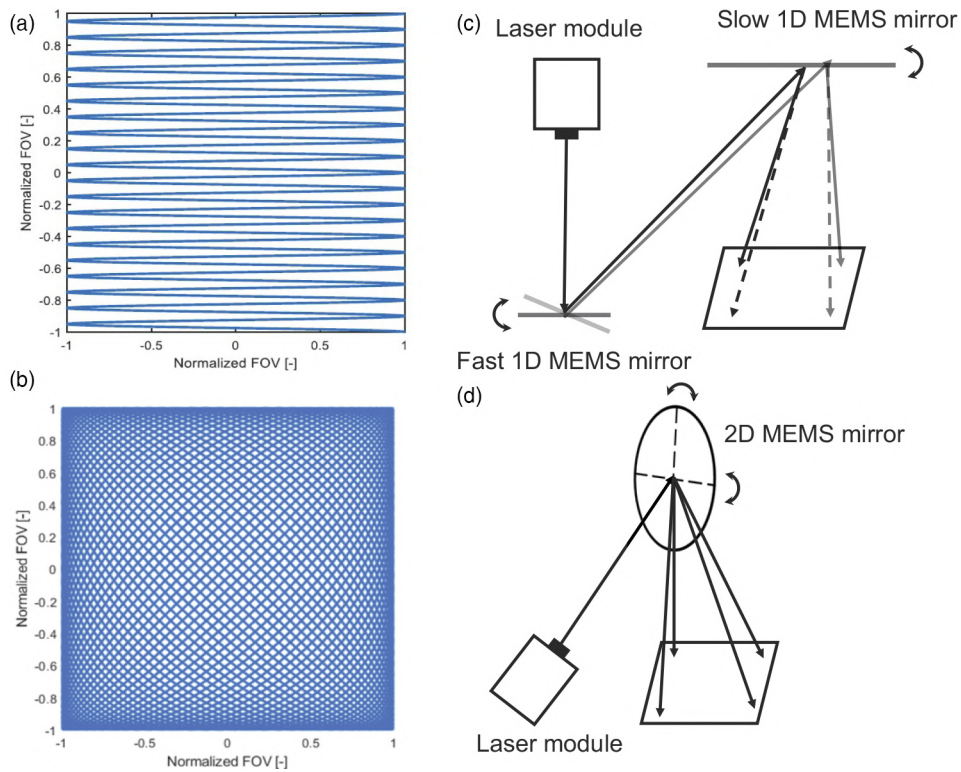 (a)
Normalized FOV [-]
1
0.8
0.6
0.4
0.2
0
-0.2
-0.4
-0.6
-0.8
-1
-1
-0.5
0
0.5
1
Normalized FOV [-]
(b)
Normalized FOV [-]
1
0.8
0.6
0.4
0.2
0
-0.2
-0.4
-0.6
-0.8
-1
-1
-0.5
0
0.5
1
Normalized FOV [-]
(c)
Laser module
Slow 1D MEMS mirror
Fast 1D MEMS mirror
(d)
2D MEMS mirror
Laser module